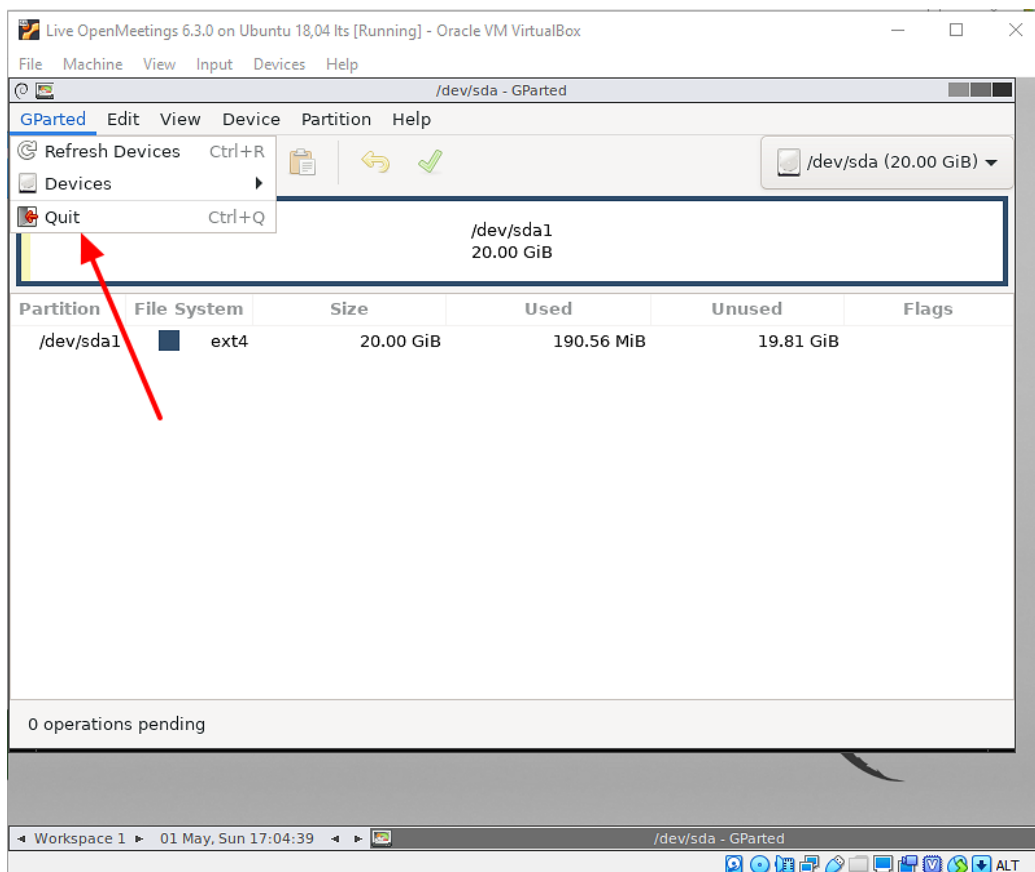 Live OpenMeetings 6.3.0 on Ubuntu 18,04 lts [Running] - Oracle VM VirtualBox
File Machine View Input Devices Help
/dev/sda - GParted
GParted Edit View Device Partition Help
Refresh Devices Ctrl+R
/dev/sda (20.00 GiB)
Devices
Quit Ctrl+Q
/dev/sda1
20.00 GiB
Partition File System Size Used Unused Flags
/dev/sda1 ext4 20.00 GiB 190.56 MiB 19.81 GiB
0 operations pending
Workspace 1 01 May, Sun 17:04:39 /dev/sda - GParted
ALT